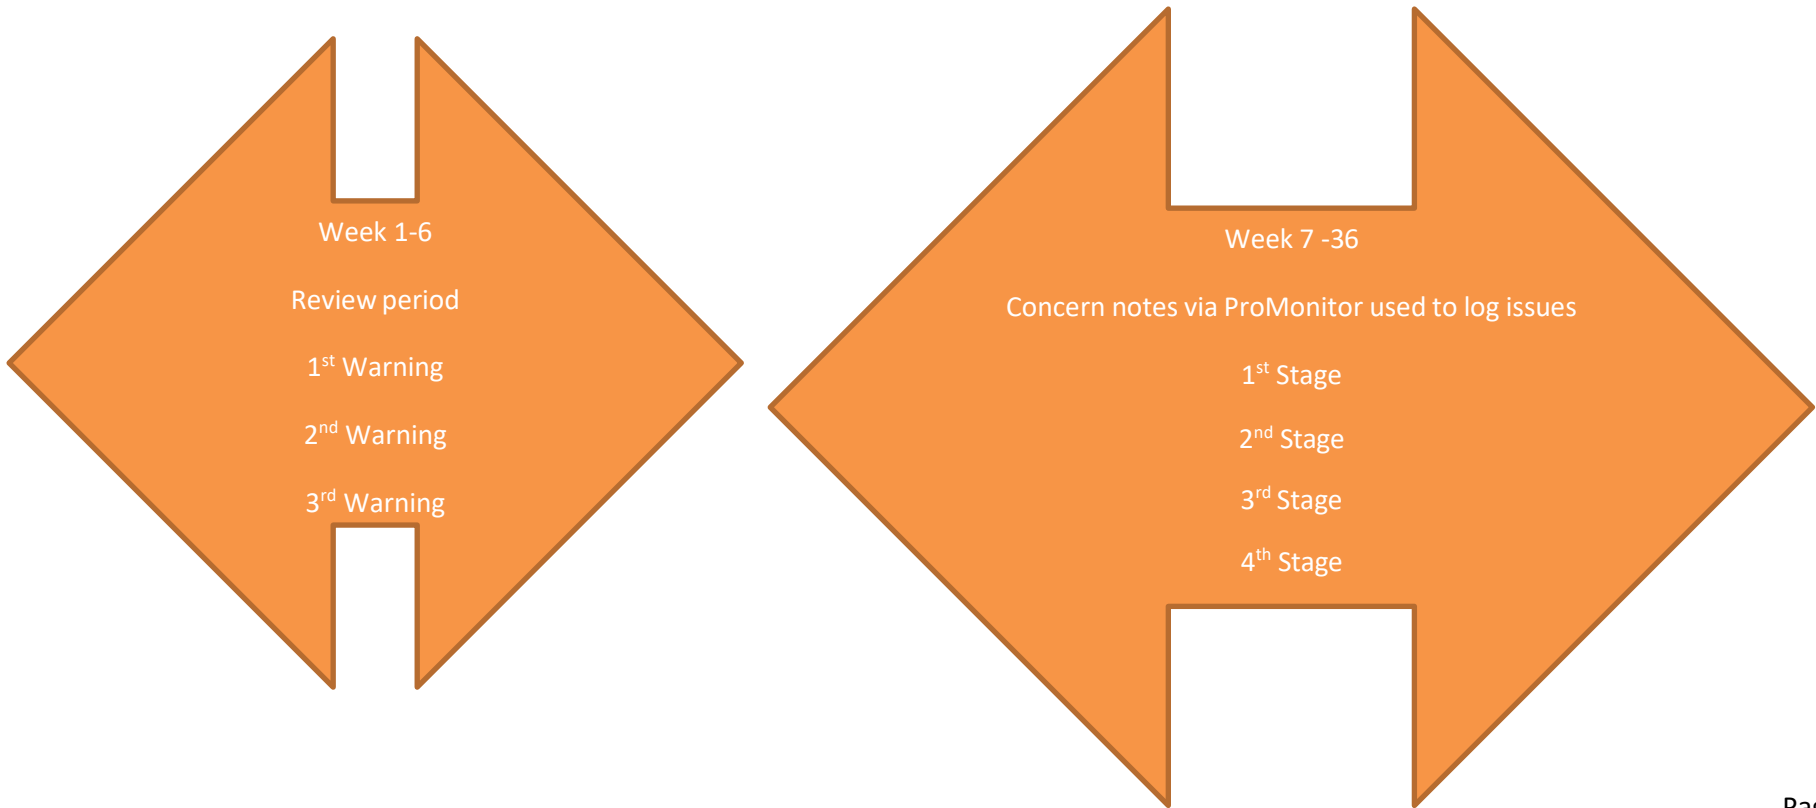 Week 1-6
Review period
1st Warning
2nd Warning
3rd Warning
Week 7 -36
Concern notes via ProMonitor used to log issues
1st Stage
2nd Stage
3rd Stage
4th Stage